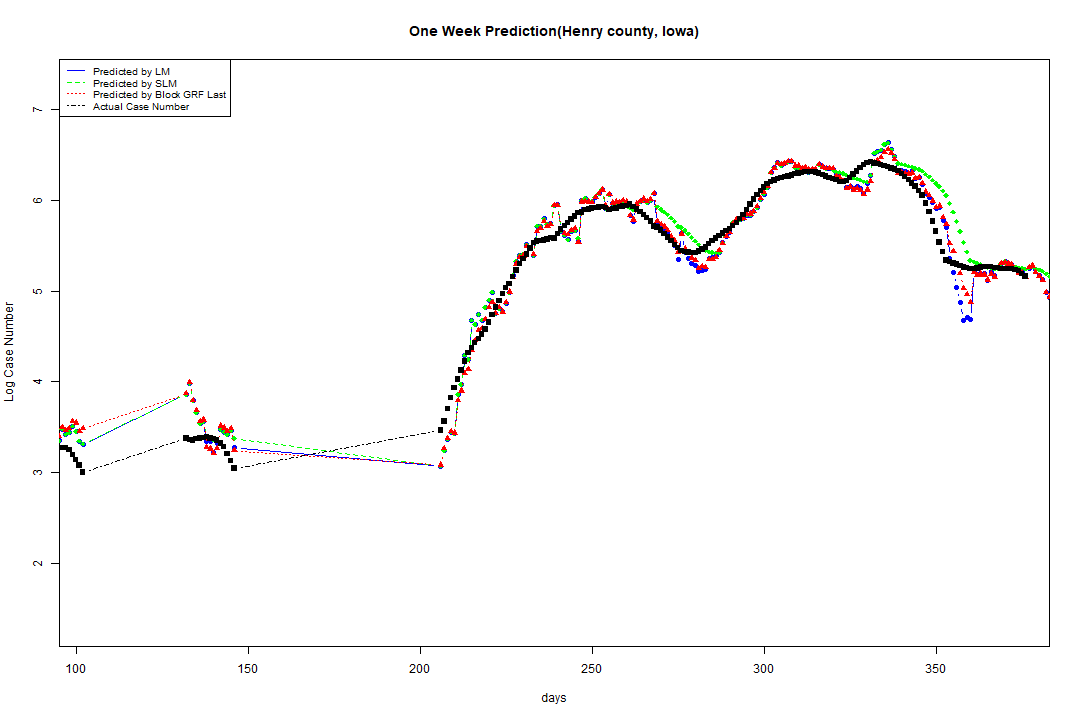 One Week Prediction(Henry county, Iowa)
Predicted by LM
Predicted by SLM
Predicted by Block GRF Last
Actual Case Number
7
6
5
4
3
2
Log Case Number
100 150 200 250 300 350
days